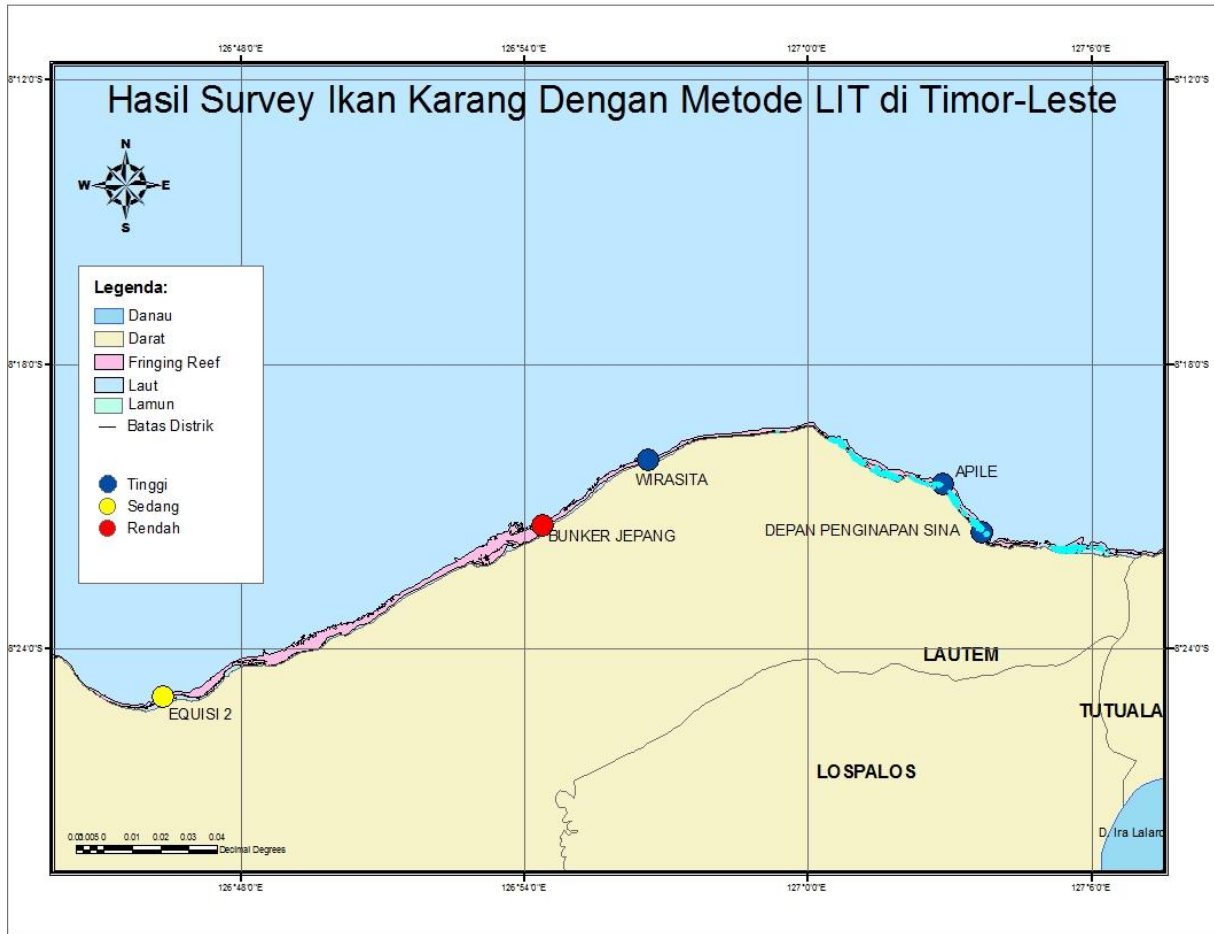 126°48'0"E 126°54'0"E 127°0'0"E 127°6'0"E
8°12'0"S 8°12'0"S
Hasil Survey Ikan Karang Dengan Metode LIT di Timor-Leste
N
W E
S
Legenda:
Danau
Darat
Fringing Reef
Laut
Lamun
Batas Distrik
Tinggi
Sedang
Rendah
8°18'0"S 8°18'0"S
WIRASITA
APILE
BUNKER JEPANG
DEPAN PENGINAPAN SINA
8°24'0"S 8°24'0"S
LAUTEM
EQUISI 2
TUTUALA
LOSPALOS
D. Ira Lalaro
0.01 0.02 0.03 0.04
Decimal Degrees
126°48'0"E 126°54'0"E 127°0'0"E 127°6'0"E